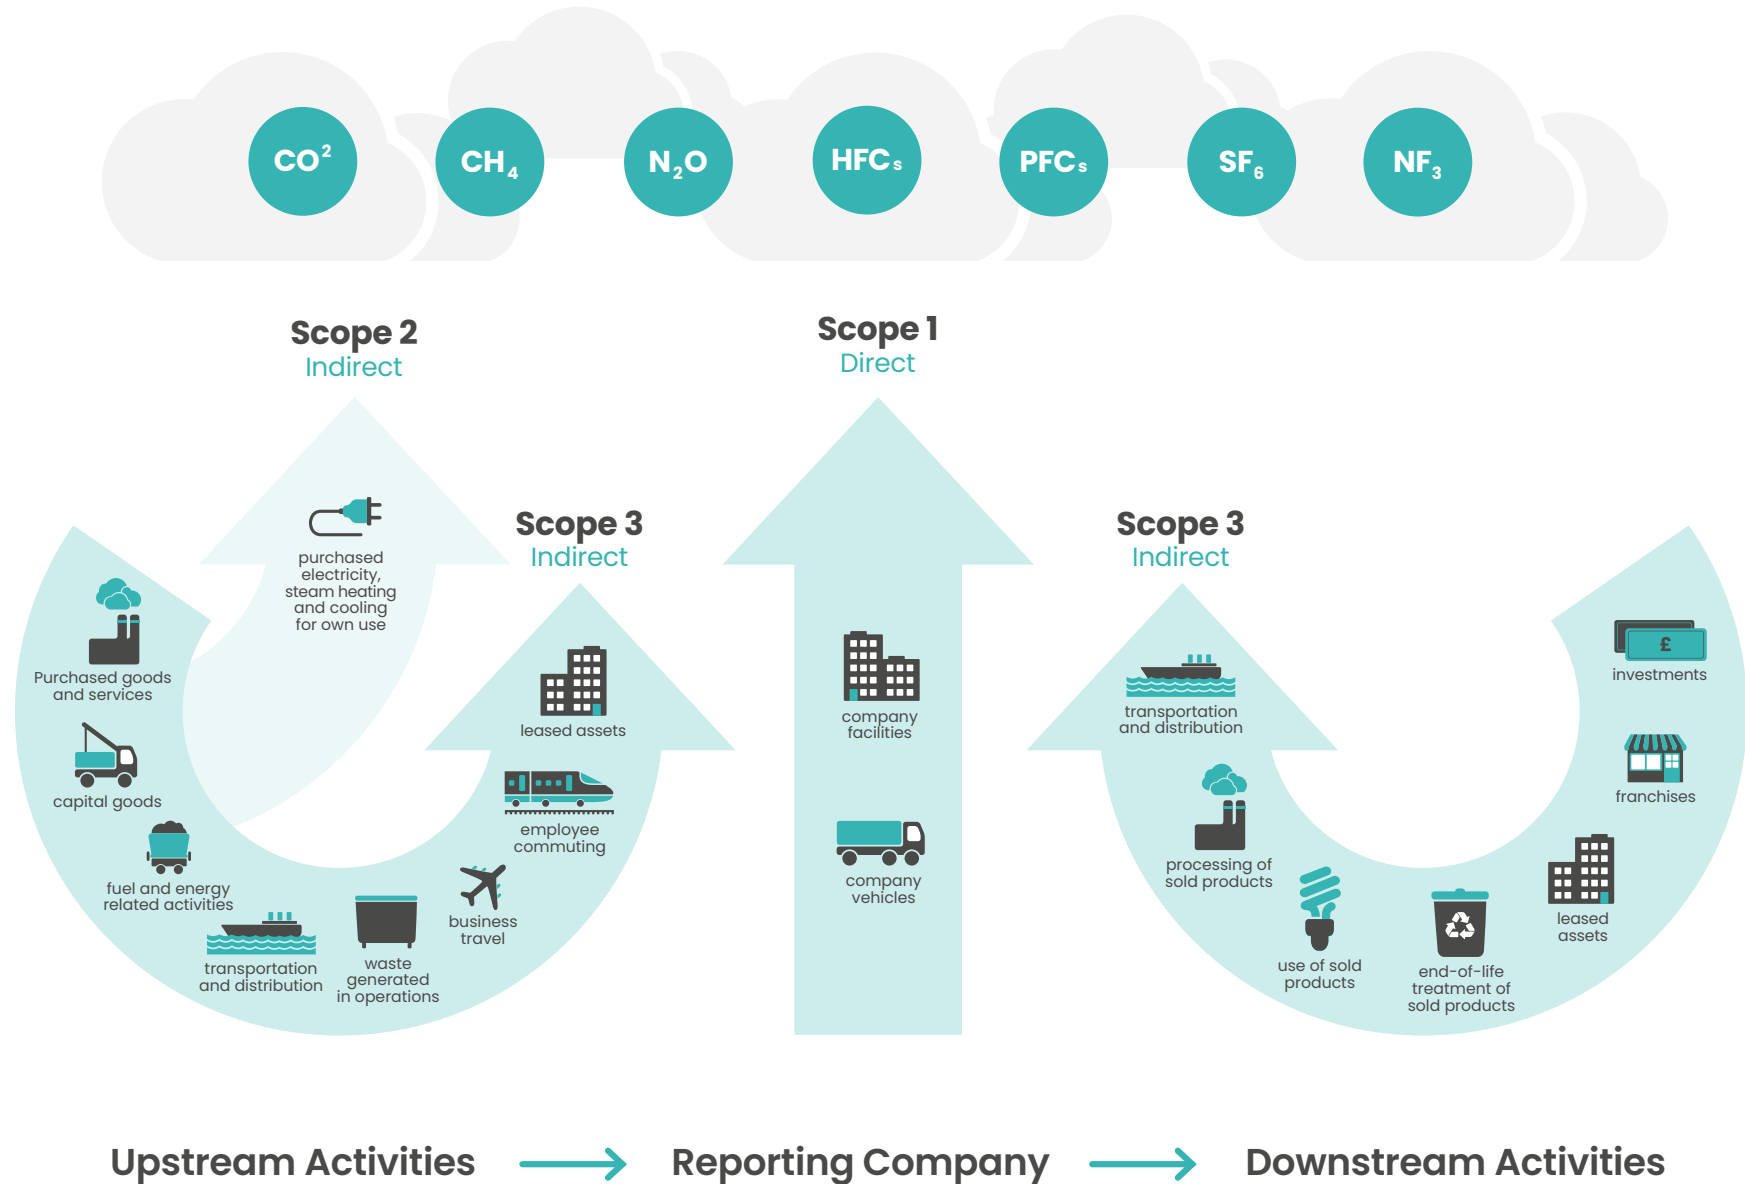 CO²
CH₄
N₂O
HFCs
PFCs
SF₆
NF₃
Scope 2
Indirect
Scope 1
Direct
Scope 3
Indirect
Scope 3
Indirect
purchased
electricity,
steam heating
and cooling
for own use
Purchased goods
and services
capital goods
fuel and energy
related activities
transportation
and distribution
waste
generated
in operations
business
travel
employee
commuting
leased assets
company
facilities
company
vehicles
transportation
and distribution
processing of
sold products
use of sold
products
end-of-life
treatment of
sold products
leased
assets
franchises
£
investments
Upstream Activities
Reporting Company
Downstream Activities